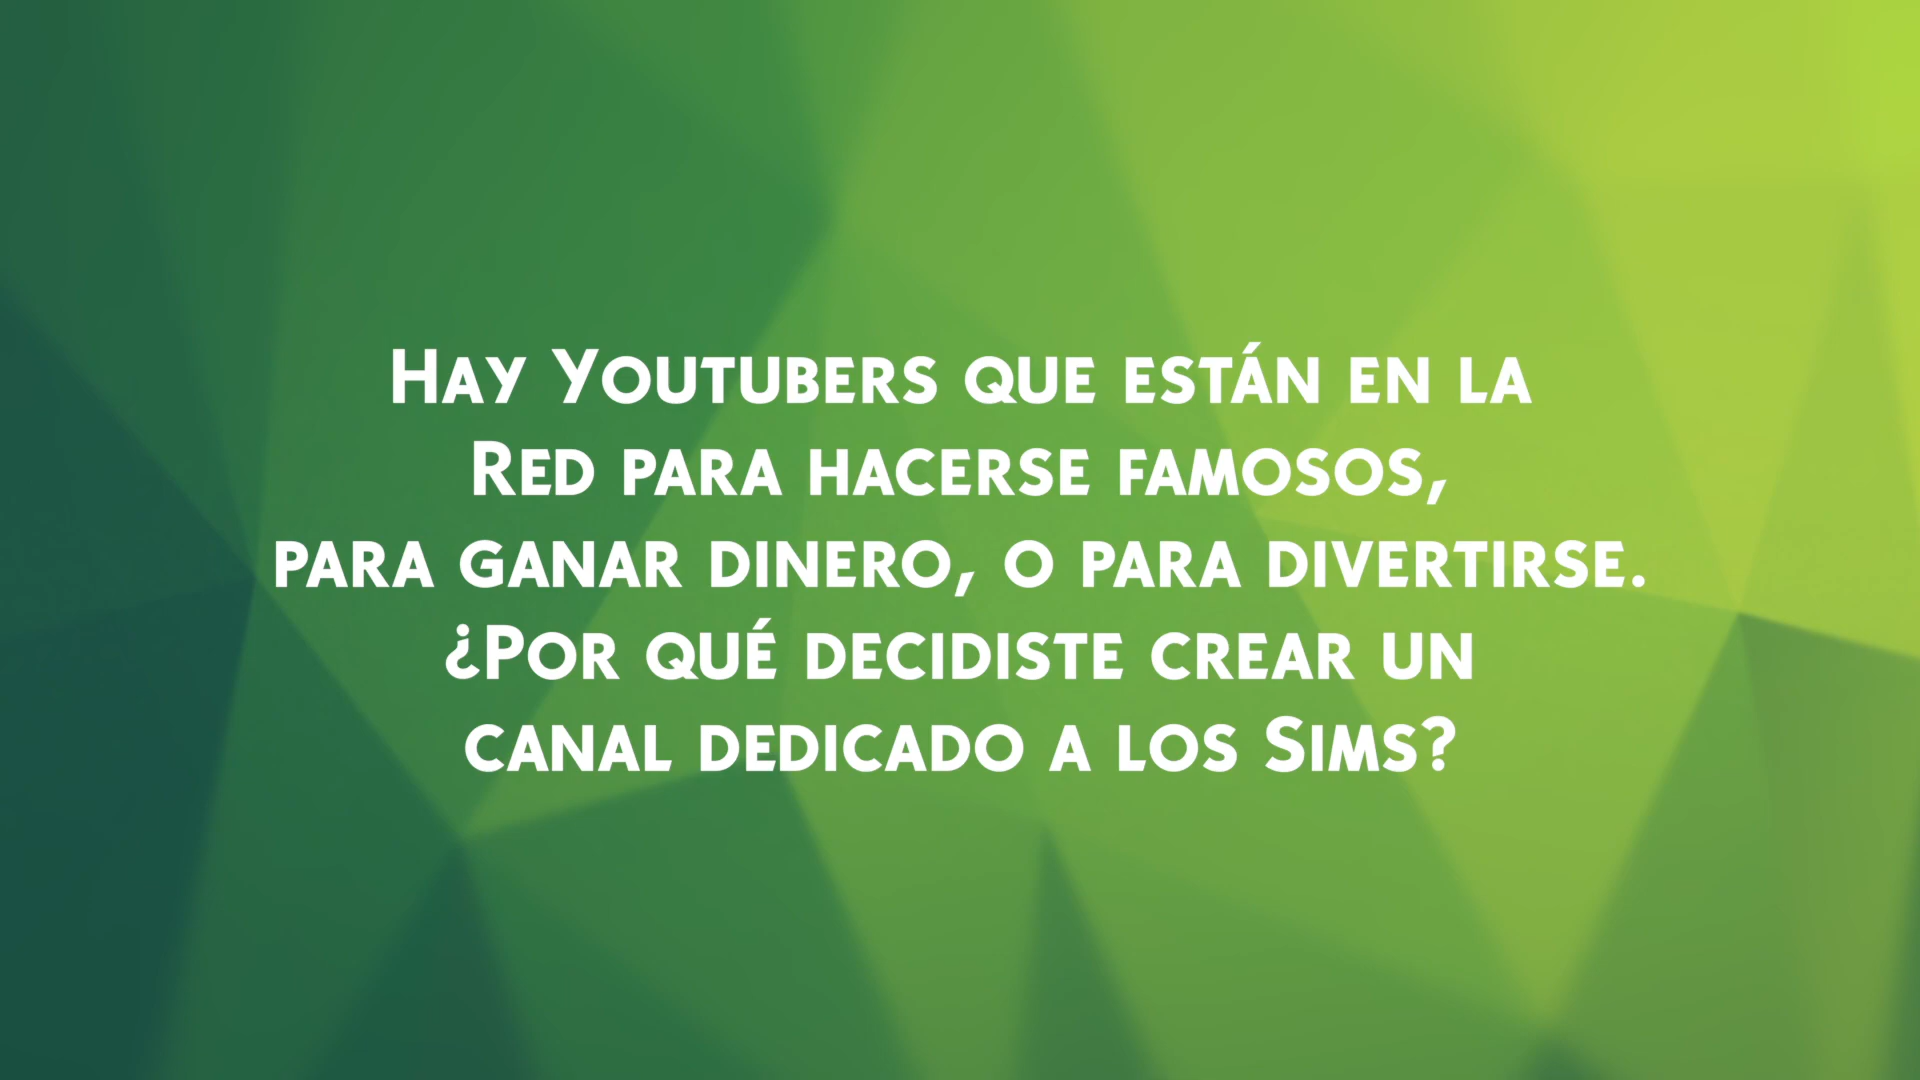 Hay Youtubers que están en la
Red para hacerse famosos,
para ganar dinero, o para divertirse.
¿Por qué decidiste crear un
canal dedicado a los Sims?